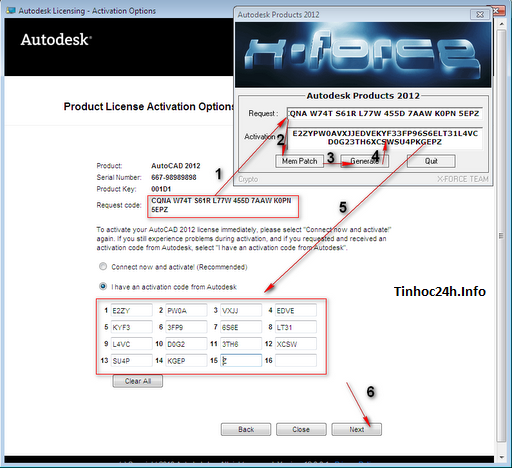 Autodesk Licensing - Activation Options
Autodesk Products 2012
Autodesk
X-FORCE
Product License Activation Options
Autodesk Products 2012
Request :
QNA W74T S61R L77W 455D 7AAW K0PN 5EPZ
Activation
E2ZYPW0AVXJJEDVEKYF33FP96S6ELT31L4VC
D0G23TH6XCSWSU4PKGEPZ
2
3
4
Mem Patch
Generate
Quit
Crypto
X-FORCE TEAM
Product:
AutoCAD 2012
Serial Number:
667-98989898
Product Key:
001D1
1
Request code:
CQNA W74T S61R L77W 455D 7AAW K0PN
5EPZ
5
To activate your AutoCAD 2012 license immediately, please select "Connect now and activate!"
again. If you still experience problems during activation, and if you requested and received an
activation code from Autodesk, select "I have an activation code from Autodesk".
Connect now and activate! (Recommended)
I have an activation code from Autodesk
Tinhoc24h.Info
1 E2ZY 2 PW0A 3 VXJJ 4 EDVE
5 KYF3 6 3FP9 7 6S6E 8 LT31
9 L4VC 10 D0G2 11 3TH6 12 XCSW
13 SU4P 14 KGEP 15 Z 16
Clear All
6
Back
Close
Next